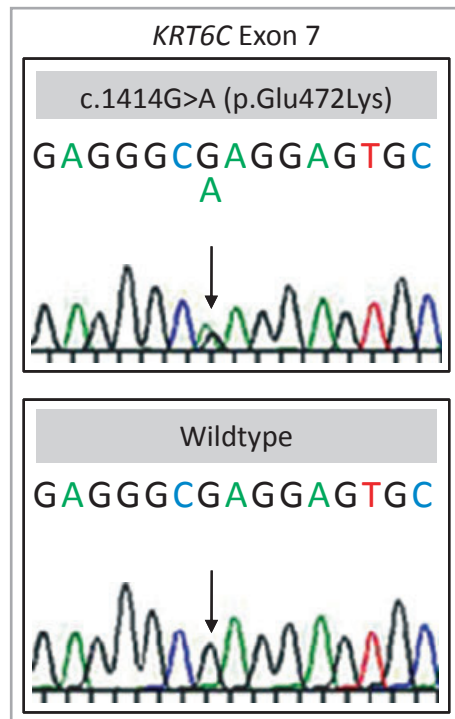 KRT6C Exon 7
c.1414G>A (p.Glu472Lys)
GAGGGCGAGGAGTGC
A
Wildtype
GAGGGCGAGGAGTGC